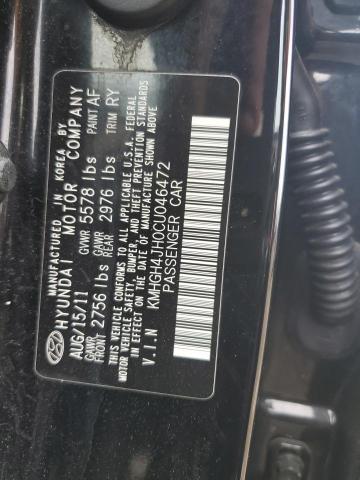 MANUFACTURED IN KOREA BY
HYUNDAI MOTOR COMPANY
AUG/15/11 GVWR 5578 lbs PAINT AF
GAWR FRONT 2756 lbs GAWR REAR 2976 lbs TRIM RY
THIS VEHICLE CONFORMS TO ALL APPLICABLE U.S.A. FEDERAL
MOTOR VEHICLE SAFETY, BUMPER, AND THEFT PREVENTION STANDARDS
IN EFFECT ON THE DATE OF MANUFACTURE SHOWN ABOVE
V.I.N KMHGH4JH0CU046472
PASSENGER CAR